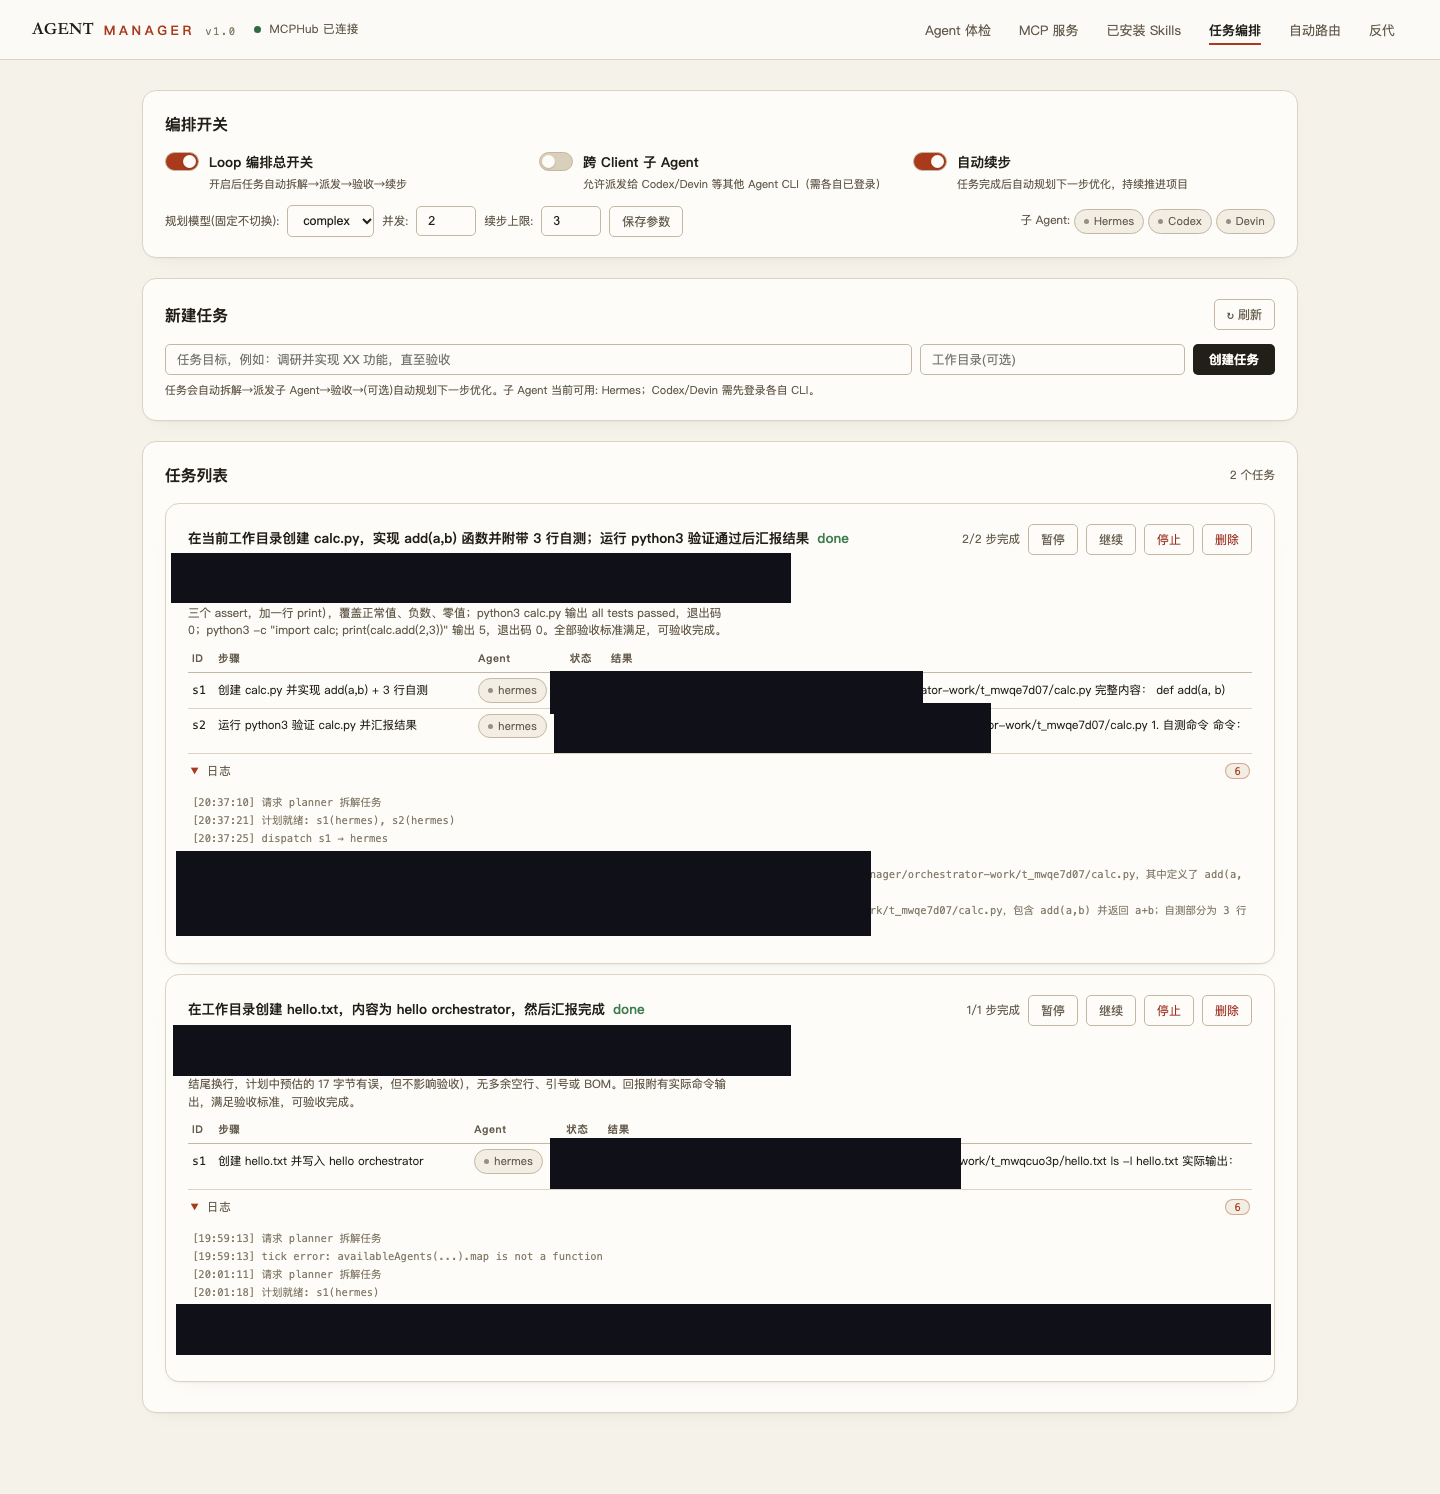 AGENT MANAGER v1.0 MCPHub 已连接 Agent 体检 MCP 服务 已安装 Skills 任务编排 自动路由 反代
编排开关
Loop 编排总开关 跨 Client 子 Agent 自动续步
开启后任务自动拆解→派发→验收→续步 允许派发给 Codex/Devin 等其他 Agent CLI（需各自已登录） 任务完成后自动规划下一步优化，持续推进项目
规划模型(固定不切换): complex 并发: 2 续步上限: 3 保存参数 子 Agent: Hermes Codex Devin
新建任务 ↻ 刷新
任务目标，例如：调研并实现 XX 功能，直至验收 工作目录(可选) 创建任务
任务会自动拆解→派发子 Agent→验收→(可选)自动规划下一步优化。子 Agent 当前可用: Hermes；Codex/Devin 需先登录各自 CLI。
任务列表 2 个任务
在当前工作目录创建 calc.py，实现 add(a,b) 函数并附带 3 行自测；运行 python3 验证通过后汇报结果 done 2/2 步完成 暂停 继续 停止 删除
三个 assert，加一行 print），覆盖正常值、负数、零值；python3 calc.py 输出 all tests passed，退出码
0；python3 -c "import calc; print(calc.add(2,3))" 输出 5，退出码 0。全部验收标准满足，可验收完成。
ID 步骤 Agent 状态 结果
s1 创建 calc.py 并实现 add(a,b) + 3 行自测 hermes ator-work/t_mwqe7d07/calc.py 完整内容： def add(a, b)
s2 运行 python3 验证 calc.py 并汇报结果 hermes or-work/t_mwqe7d07/calc.py 1. 自测命令 命令：
▼ 日志 6
[20:37:10] 请求 planner 拆解任务
[20:37:21] 计划就绪: s1(hermes), s2(hermes)
[20:37:25] dispatch s1 → hermes
nager/orchestrator-work/t_mwqe7d07/calc.py，其中定义了 add(a,
rk/t_mwqe7d07/calc.py，包含 add(a,b) 并返回 a+b；自测部分为 3 行
在工作目录创建 hello.txt，内容为 hello orchestrator，然后汇报完成 done 1/1 步完成 暂停 继续 停止 删除
结尾换行，计划中预估的 17 字节有误，但不影响验收），无多余空行、引号或 BOM。回报附有实际命令输
出，满足验收标准，可验收完成。
ID 步骤 Agent 状态 结果
s1 创建 hello.txt 并写入 hello orchestrator hermes work/t_mwqcuo3p/hello.txt ls -l hello.txt 实际输出：
▼ 日志 6
[19:59:13] 请求 planner 拆解任务
[19:59:13] tick error: availableAgents(...).map is not a function
[20:01:11] 请求 planner 拆解任务
[20:01:18] 计划就绪: s1(hermes)